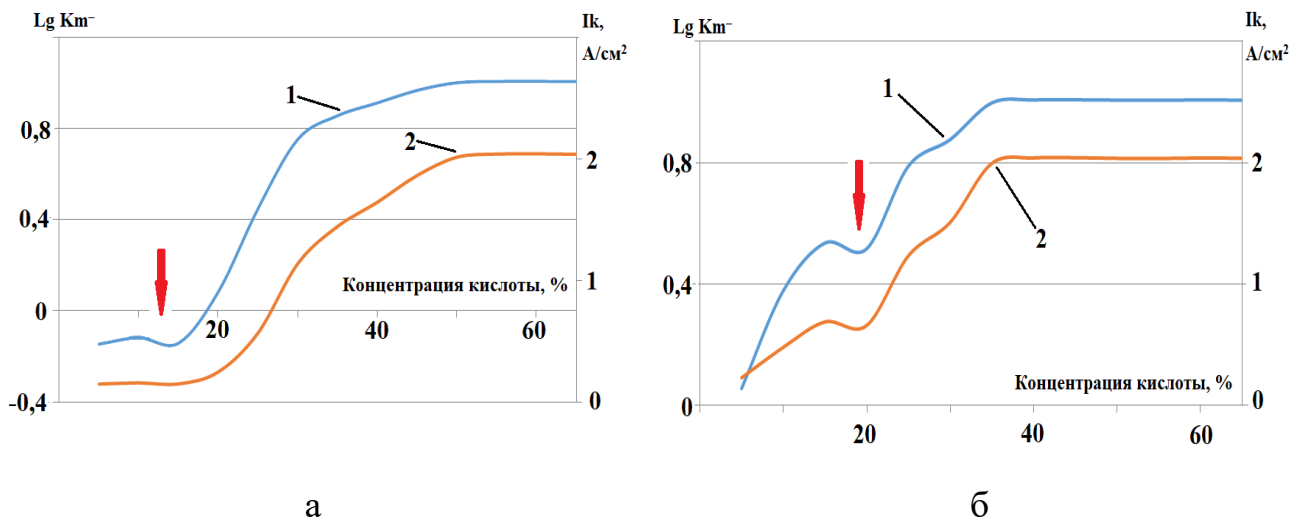 Lg Km–
Ik,
А/см²
1
2
0,8
0,4
0
-0,4
2
1
0
Концентрация кислоты, %
20
40
60
а
Lg Km–
Ik,
А/см²
1
2
0,8
0,4
0
3
2
1
0
Концентрация кислоты, %
20
40
60
б